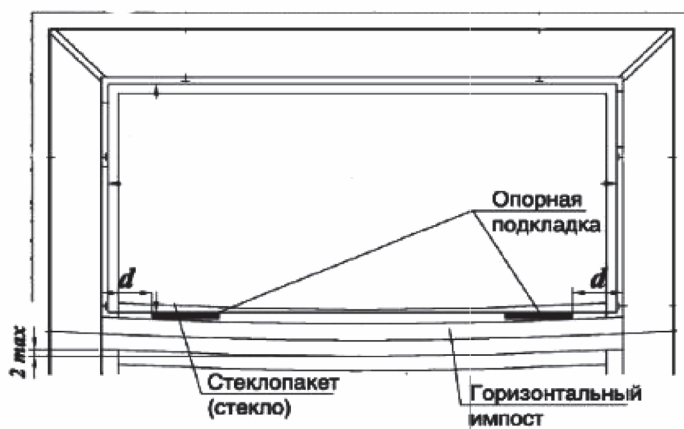 Опорная
подкладка
d
d
2 max
Стеклопакет
(стекло)
Горизонтальный
импост